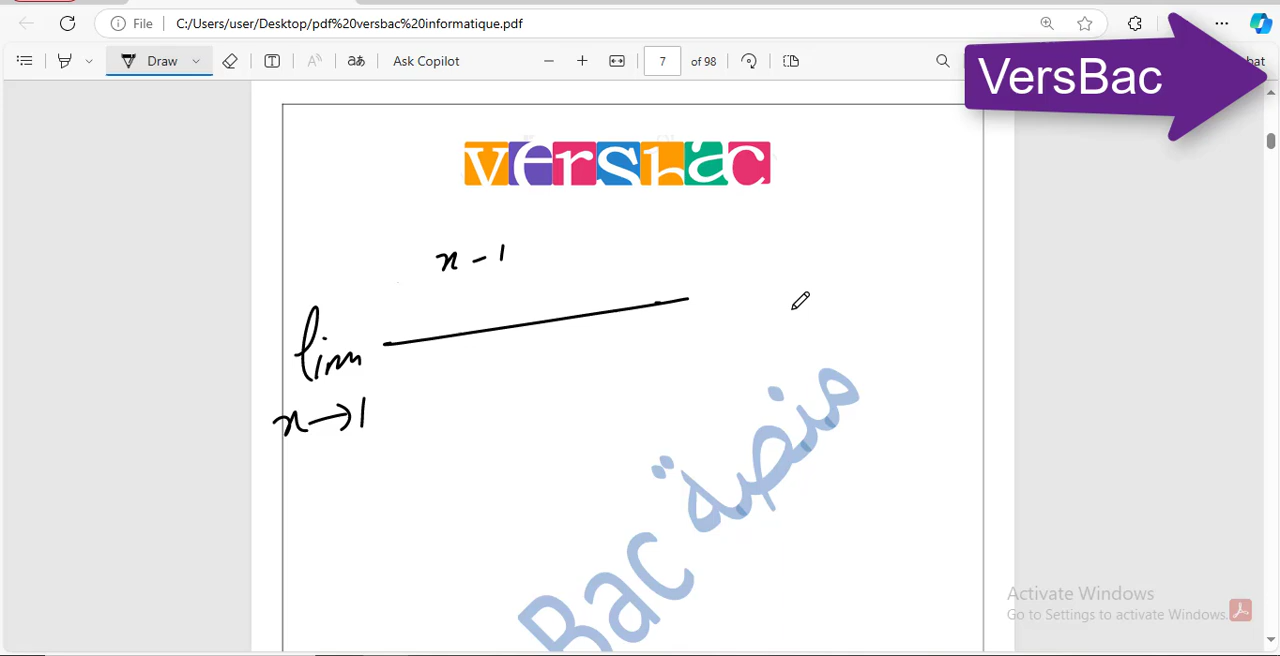 File C:/Users/user/Desktop/pdf%20versbac%20informatique.pdf
Draw Ask Copilot 7 of 98
VersBac
versbac
x - 1
lim
x → 1
منصة
Bac
Activate Windows
Go to Settings to activate Windows.